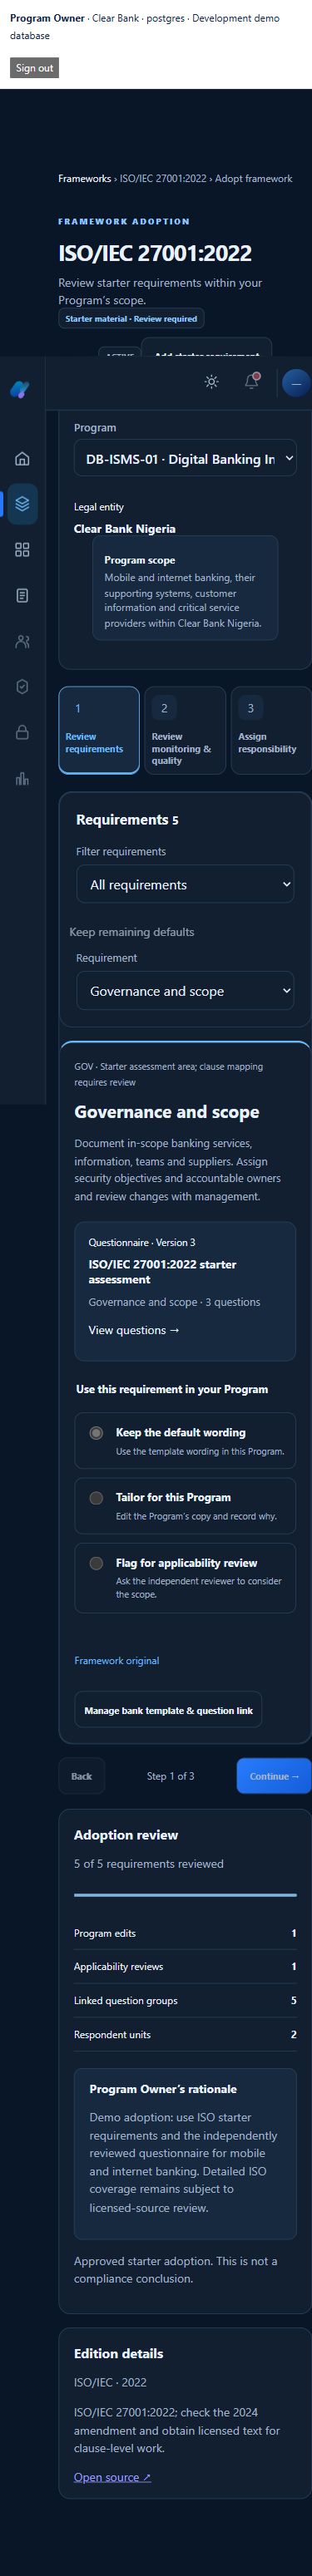 Program Owner · Clear Bank · postgres · Development demo
database
Sign out
Frameworks › ISO/IEC 27001:2022 › Adopt framework
FRAMEWORK ADOPTION
ISO/IEC 27001:2022
Review starter requirements within your
Program's scope.
Starter material · Review required
ACTIVE
Add starter requirement
Program
DB-ISMS-01 · Digital Banking In
Legal entity
Clear Bank Nigeria
Program scope
Mobile and internet banking, their
supporting systems, customer
information and critical service
providers within Clear Bank Nigeria.
1
Review
requirements
2
Review
monitoring &
quality
3
Assign
responsibility
Requirements 5
Filter requirements
All requirements
Keep remaining defaults
Requirement
Governance and scope
GOV · Starter assessment area; clause mapping
requires review
Governance and scope
Document in-scope banking services,
information, teams and suppliers. Assign
security objectives and accountable owners
and review changes with management.
Questionnaire · Version 3
ISO/IEC 27001:2022 starter
assessment
Governance and scope · 3 questions
View questions →
Use this requirement in your Program
Keep the default wording
Use the template wording in this Program.
Tailor for this Program
Edit the Program's copy and record why.
Flag for applicability review
Ask the independent reviewer to consider
the scope.
Framework original
Manage bank template & question link
Back
Step 1 of 3
Continue →
Adoption review
5 of 5 requirements reviewed
Program edits 1
Applicability reviews 1
Linked question groups 5
Respondent units 2
Program Owner's rationale
Demo adoption: use ISO starter
requirements and the independently
reviewed questionnaire for mobile
and internet banking. Detailed ISO
coverage remains subject to
licensed-source review.
Approved starter adoption. This is not a
compliance conclusion.
Edition details
ISO/IEC · 2022
ISO/IEC 27001:2022; check the 2024
amendment and obtain licensed text for
clause-level work.
Open source ↗